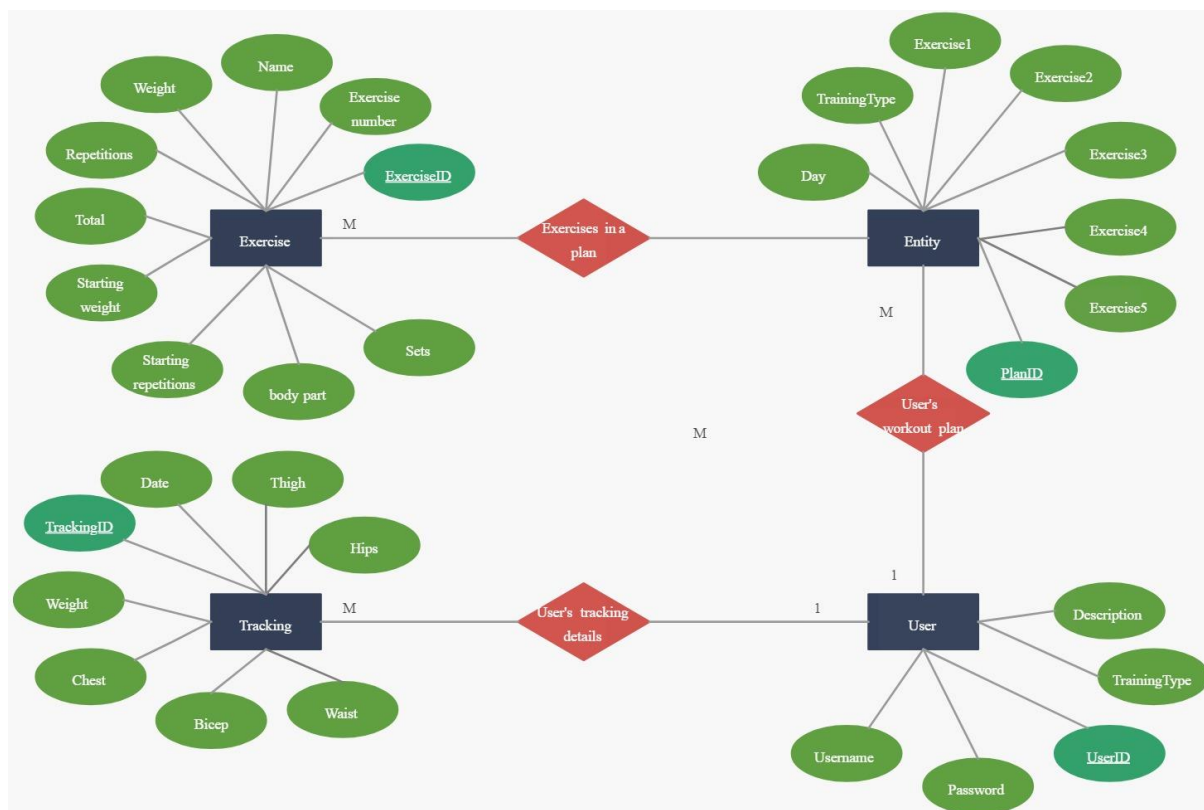 Exercise1
Name
Exercise2
Weight
Exercise
number
TrainingType
Repetitions
Exercise3
ExerciseID
Day
Total
M
Exercises in a
plan
Exercise
Entity
Exercise4
Starting
weight
Exercise5
M
Sets
Starting
repetitions
body part
PlanID
User's
workout plan
M
Date
Thigh
TrackingID
Hips
Weight
M
User's tracking
details
1
1
Tracking
User
Description
Chest
TrainingType
Bicep
Waist
Username
UserID
Password